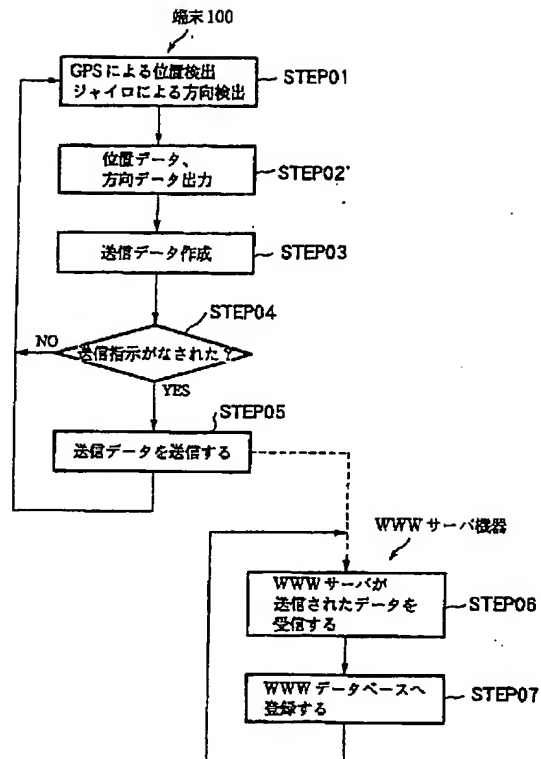 端末100
GPSによる位置検出
ジャイロによる方向検出
STEP01
位置データ、
方向データ出力
STEP02'
送信データ作成
STEP03
STEP04
NO
送信指示がなされた?
YES
STEP05
送信データを送信する
WWWサーバ機器
WWWサーバが
送信されたデータを
受信する
STEP06
WWWデータベースへ
登録する
STEP07